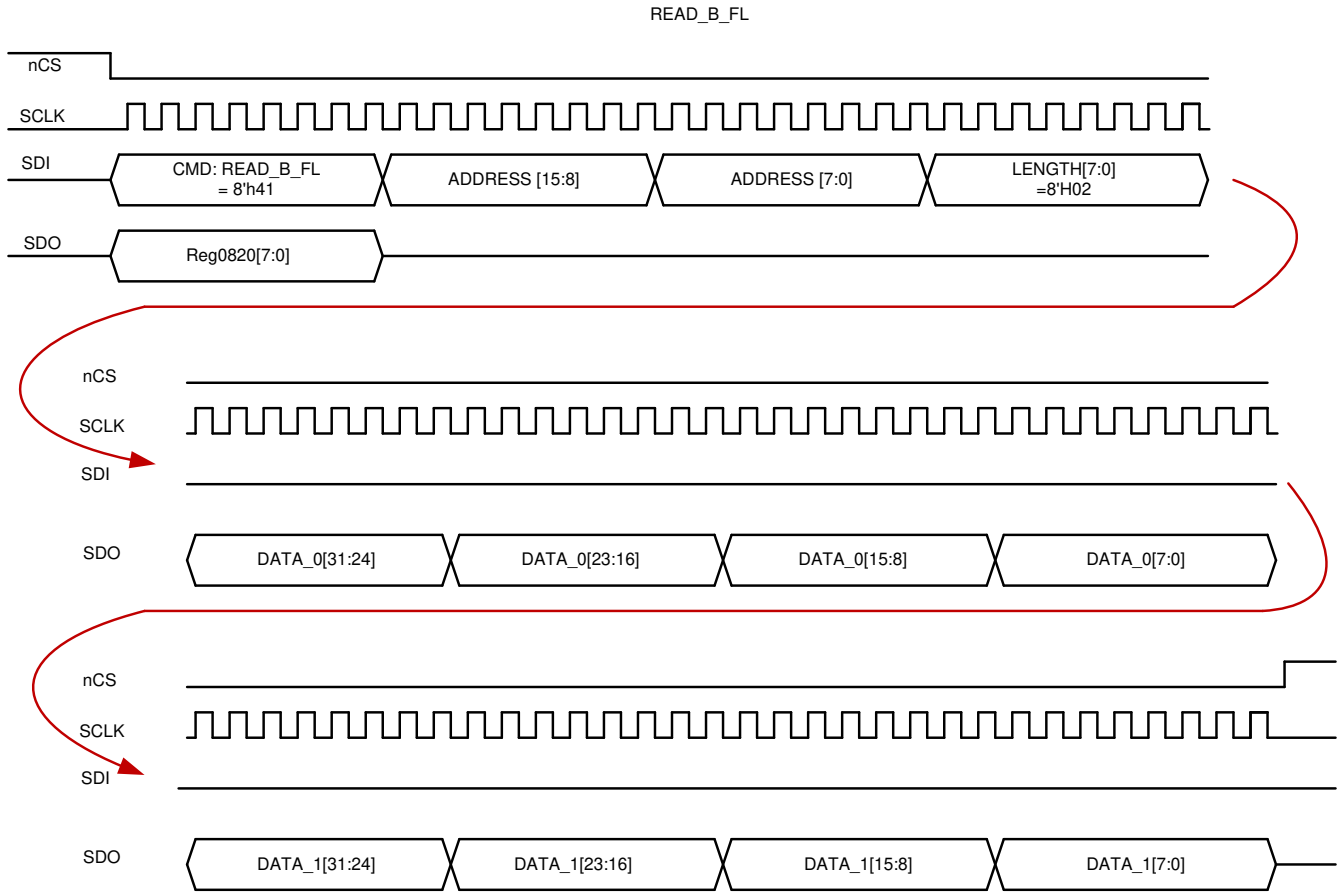 READ_B_FL
nCS
SCLK
SDI
CMD: READ_B_FL
= 8'h41
ADDRESS [15:8]
ADDRESS [7:0]
LENGTH[7:0]
=8'H02
SDO
Reg0820[7:0]
nCS
SCLK
SDI
SDO
DATA_0[31:24]
DATA_0[23:16]
DATA_0[15:8]
DATA_0[7:0]
nCS
SCLK
SDI
SDO
DATA_1[31:24]
DATA_1[23:16]
DATA_1[15:8]
DATA_1[7:0]